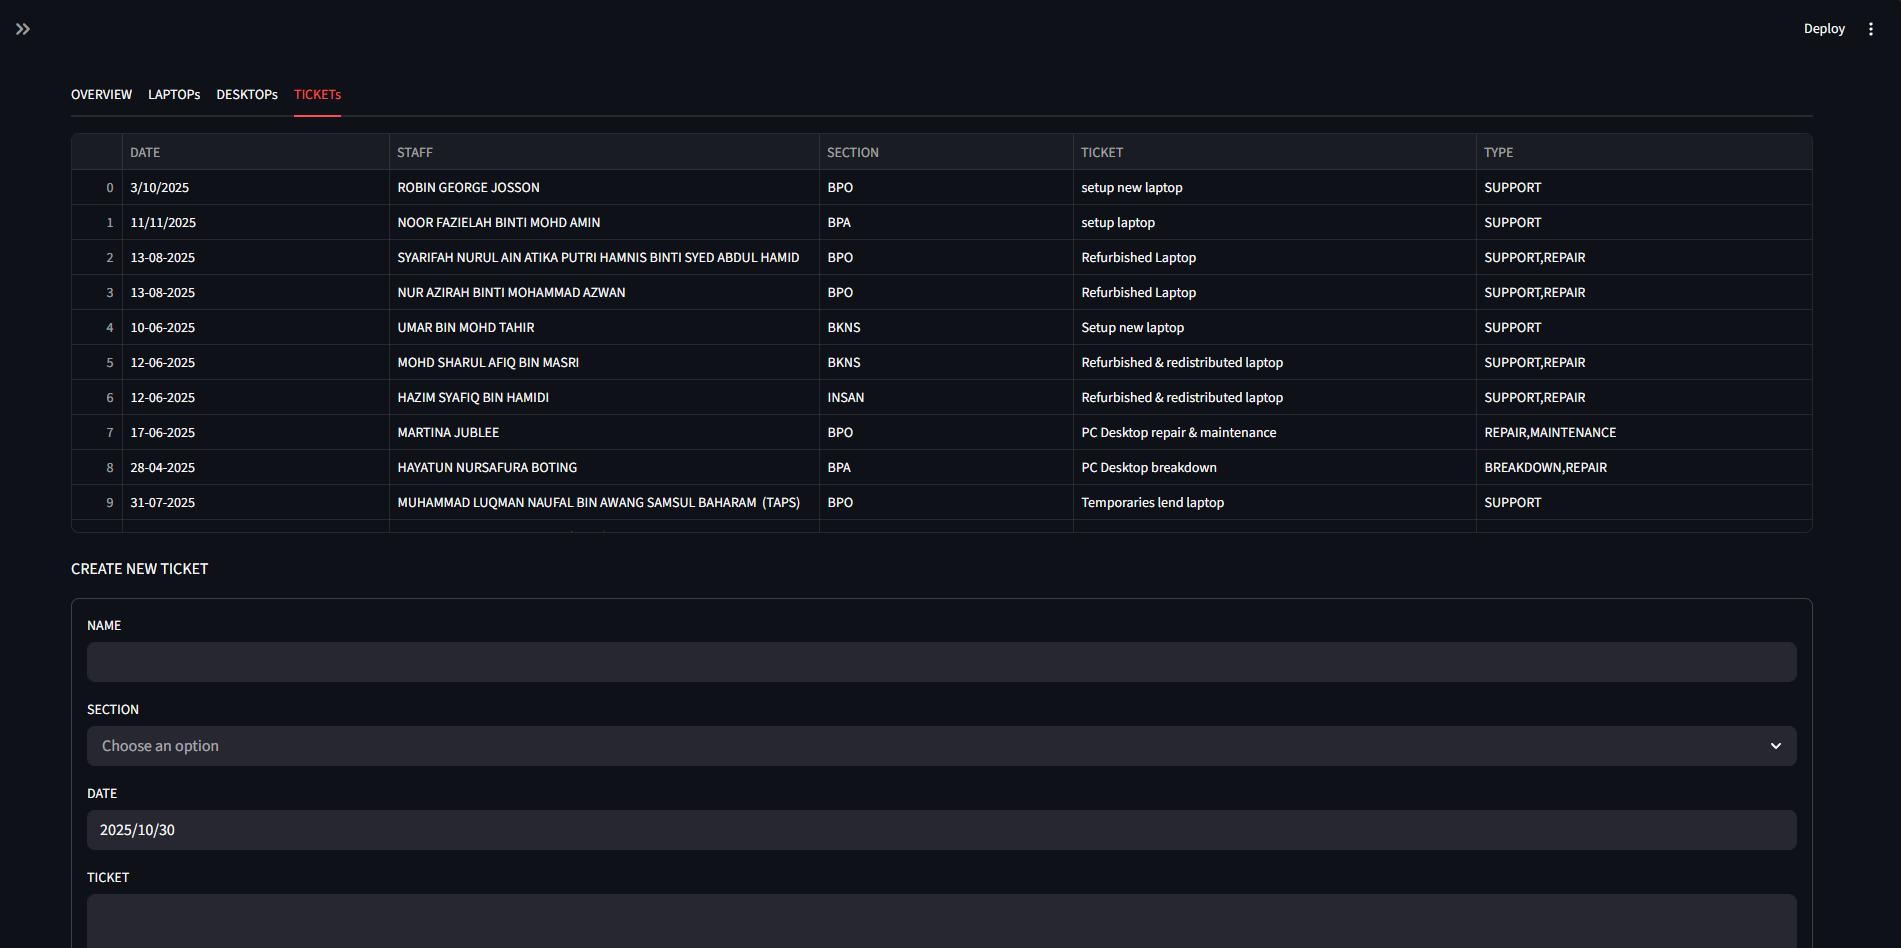 Deploy
OVERVIEW LAPTOPs DESKTOPs TICKETs
DATE STAFF SECTION TICKET TYPE
0 3/10/2025 ROBIN GEORGE JOSSON BPO setup new laptop SUPPORT
1 11/11/2025 NOOR FAZIELAH BINTI MOHD AMIN BPA setup laptop SUPPORT
2 13-08-2025 SYARIFAH NURUL AIN ATIKA PUTRI HAMNIS BINTI SYED ABDUL HAMID BPO Refurbished Laptop SUPPORT,REPAIR
3 13-08-2025 NUR AZIRAH BINTI MOHAMMAD AZWAN BPO Refurbished Laptop SUPPORT,REPAIR
4 10-06-2025 UMAR BIN MOHD TAHIR BKNS Setup new laptop SUPPORT
5 12-06-2025 MOHD SHARUL AFIQ BIN MASRI BKNS Refurbished & redistributed laptop SUPPORT,REPAIR
6 12-06-2025 HAZIM SYAFIQ BIN HAMIDI INSAN Refurbished & redistributed laptop SUPPORT,REPAIR
7 17-06-2025 MARTINA JUBLEE BPO PC Desktop repair & maintenance REPAIR,MAINTENANCE
8 28-04-2025 HAYATUN NURSAFURA BOTING BPA PC Desktop breakdown BREAKDOWN,REPAIR
9 31-07-2025 MUHAMMAD LUQMAN NAUFAL BIN AWANG SAMSUL BAHARAM (TAPS) BPO Temporaries lend laptop SUPPORT
CREATE NEW TICKET
NAME
SECTION
Choose an option
DATE
2025/10/30
TICKET